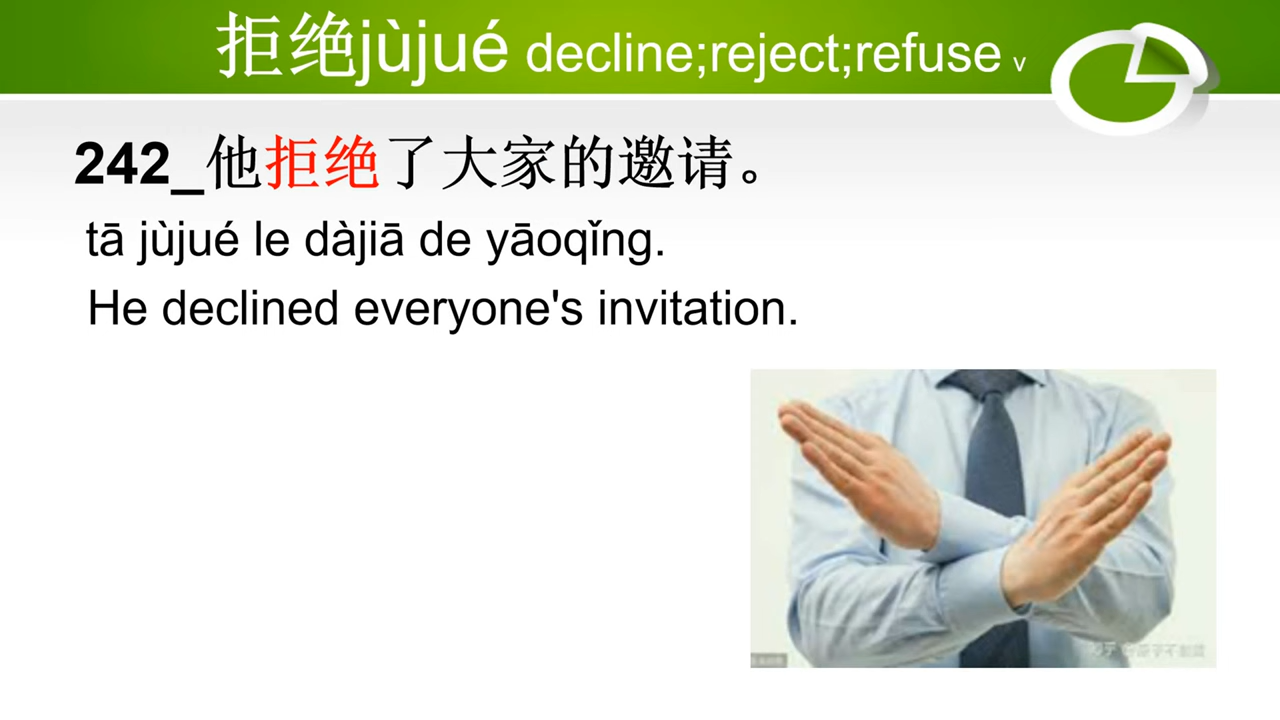 拒绝jùjué decline;reject;refuse v
242_他拒绝了大家的邀请。
tā jùjué le dàjiā de yāoqǐng.
He declined everyone's invitation.